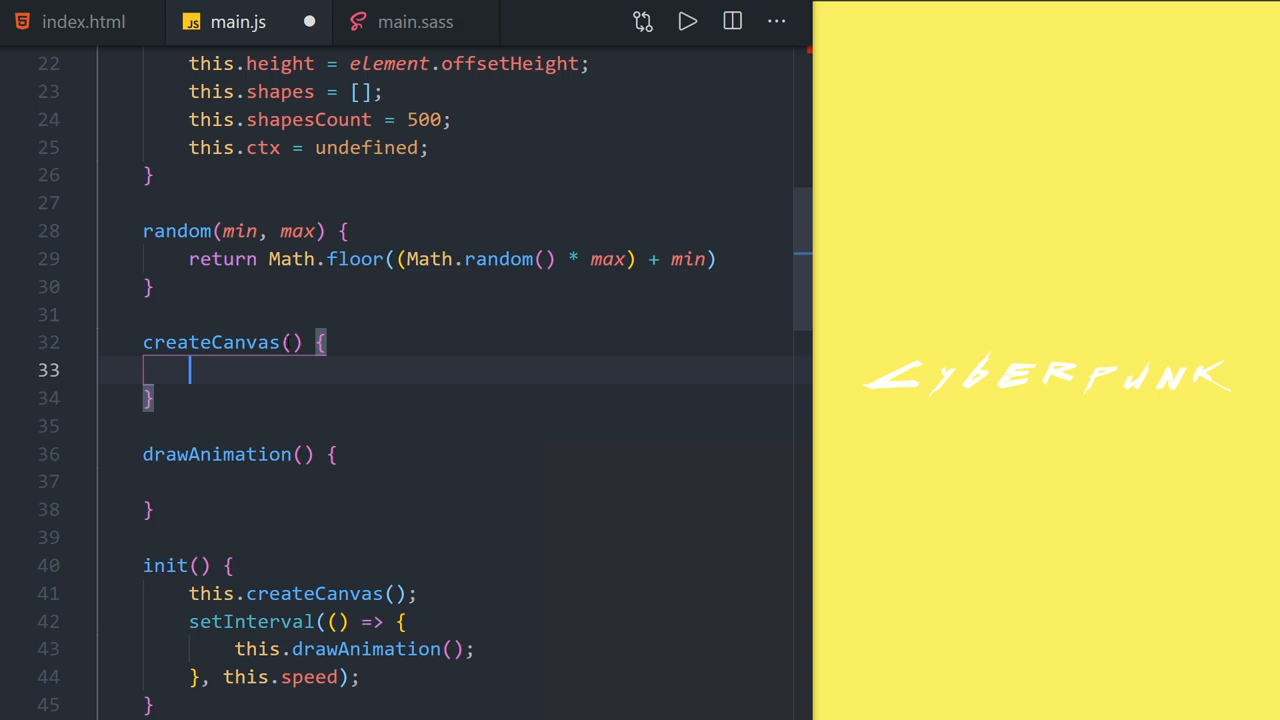 index.html
JS main.js
main.sass
22 this.height = element.offsetHeight;
23 this.shapes = [];
24 this.shapesCount = 500;
25 this.ctx = undefined;
26 }
27
28 random(min, max) {
29 return Math.floor((Math.random() * max) + min)
30 }
31
32 createCanvas() {
33
34 }
35
36 drawAnimation() {
37
38 }
39
40 init() {
41 this.createCanvas();
42 setInterval(() => {
43 this.drawAnimation();
44 }, this.speed);
45 }
CYBERPUNK